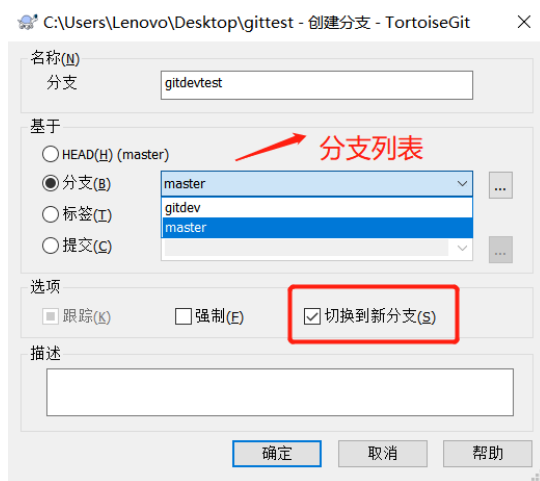 C:\Users\Lenovo\Desktop\gittest - 创建分支 - TortoiseGit
名称(N)
分支 gitdevtest
基于
分支列表
HEAD(H) (master)
分支(B) master ...
标签(T) gitdev
master
提交(C) ...
选项
跟踪(K) 强制(F) 切换到新分支(S)
描述
确定 取消 帮助